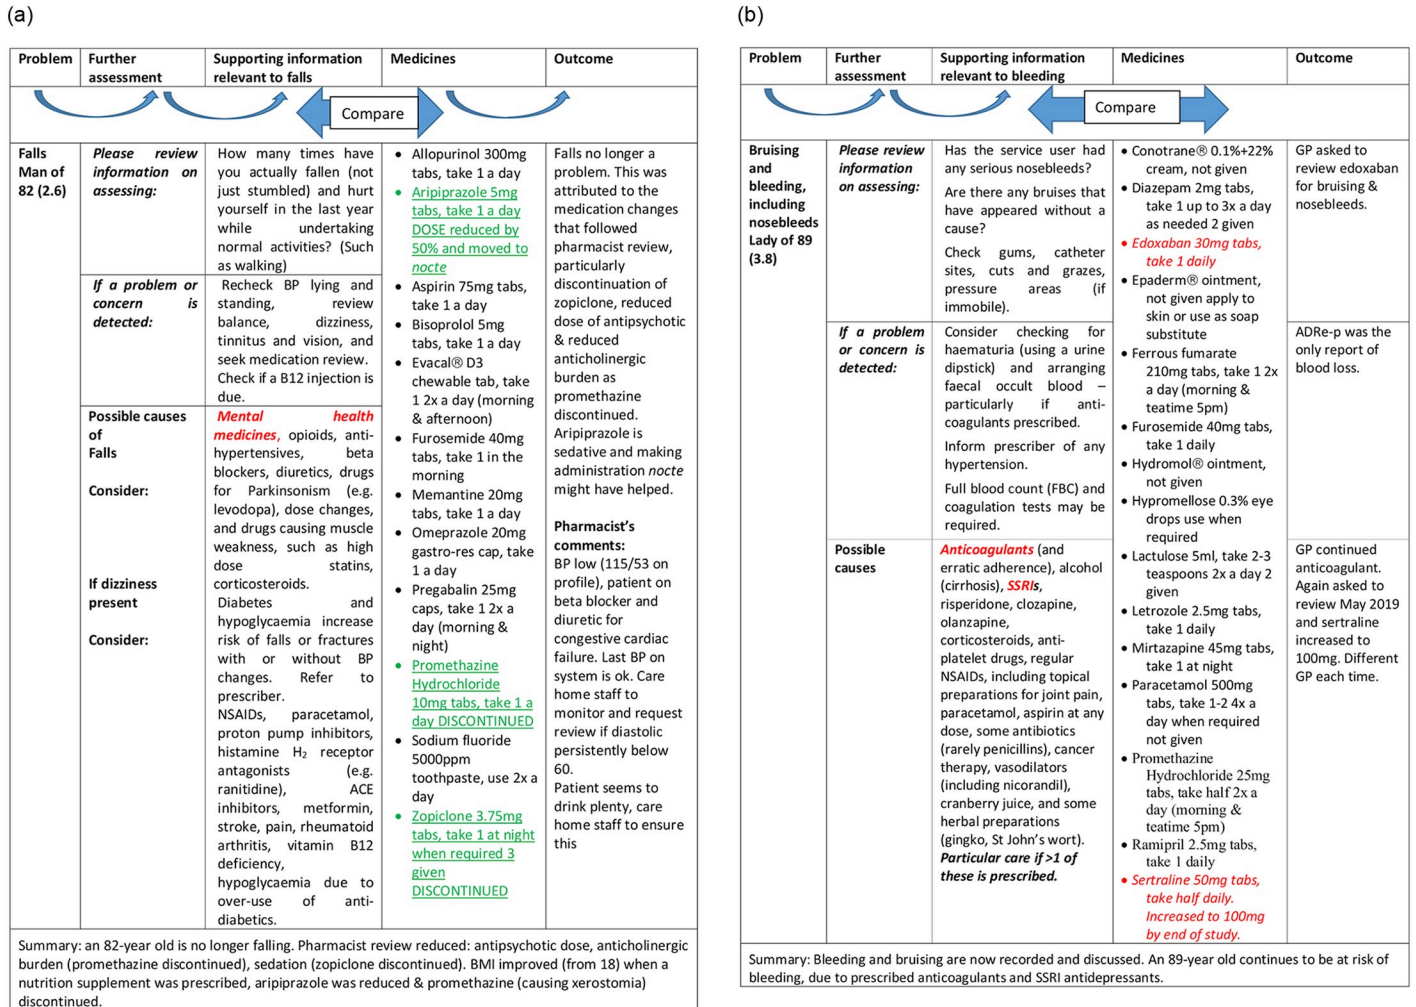 (a)
Problem
Further
assessment
Supporting information
relevant to falls
Medicines
Outcome
Compare
Falls
Man of
82 (2.6)
Please review
information on
assessing:
How many times have
you actually fallen (not
just stumbled) and hurt
yourself in the last year
while undertaking
normal activities? (Such
as walking)
If a problem or
concern is
detected:
Recheck BP lying and
standing, review
balance, dizziness,
tinnitus and vision, and
seek medication review.
Check if a B12 injection is
due.
Possible causes
of
Falls
Consider:
If dizziness
present
Consider:
Mental health
medicines, opioids, anti-
hypertensives, beta
blockers, diuretics, drugs
for Parkinsonism (e.g.
levodopa), dose changes,
and drugs causing muscle
weakness, such as high
dose statins,
corticosteroids.
Diabetes and
hypoglycaemia increase
risk of falls or fractures
with or without BP
changes. Refer to
prescriber.
NSAIDs, paracetamol,
proton pump inhibitors,
histamine H2 receptor
antagonists (e.g.
ranitidine), ACE
inhibitors, metformin,
stroke, pain, rheumatoid
arthritis, vitamin B12
deficiency,
hypoglycaemia due to
over-use of anti-
diabetics.
• Allopurinol 300mg
tabs, take 1 a day
• Aripiprazole 5mg
tabs, take 1 a day
DOSE reduced by
50% and moved to
nocte
• Aspirin 75mg tabs,
take 1 a day
• Bisoprolol 5mg
tabs, take 1 a day
• Evacal® D3
chewable tab, take
1 2x a day (morning
& afternoon)
• Furosemide 40mg
tabs, take 1 in the
morning
• Memantine 20mg
tabs, take 1 a day
• Omeprazole 20mg
gastro-res cap, take
1 a day
• Pregabalin 25mg
caps, take 1 2x a
day (morning &
night)
• Promethazine
Hydrochloride
10mg tabs, take 1 a
day DISCONTINUED
• Sodium fluoride
5000ppm
toothpaste, use 2x a
day
• Zopiclone 3.75mg
tabs, take 1 at night
when required 3
given
DISCONTINUED
Falls no longer a
problem. This was
attributed to the
medication changes
that followed
pharmacist review,
particularly
discontinuation of
zopiclone, reduced
dose of antipsychotic
& reduced
anticholinergic
burden as
promethazine
discontinued.
Aripiprazole is
sedative and making
administration nocte
might have helped.
Pharmacist's
comments:
BP low (115/53 on
profile), patient on
beta blocker and
diuretic for
congestive cardiac
failure. Last BP on
system is ok. Care
home staff to
monitor and request
review if diastolic
persistently below
60.
Patient seems to
drink plenty, care
home staff to ensure
this
Summary: an 82-year old is no longer falling. Pharmacist review reduced: antipsychotic dose, anticholinergic
burden (promethazine discontinued), sedation (zopiclone discontinued). BMI improved (from 18) when a
nutrition supplement was prescribed, aripiprazole was reduced & promethazine (causing xerostomia)
discontinued.
(b)
Problem
Further
assessment
Supporting information
relevant to bleeding
Medicines
Outcome
Compare
Bruising
and
bleeding,
including
nosebleeds
Lady of 89
(3.8)
Please review
information
on assessing:
Has the service user had
any serious nosebleeds?
Are there any bruises that
have appeared without a
cause?
Check gums, catheter
sites, cuts and grazes,
pressure areas (if
immobile).
If a problem
or concern is
detected:
Consider checking for
haematuria (using a urine
dipstick) and arranging
faecal occult blood –
particularly if anti-
coagulants prescribed.
Inform prescriber of any
hypertension.
Full blood count (FBC) and
coagulation tests may be
required.
Possible
causes
Anticoagulants (and
erratic adherence), alcohol
(cirrhosis), SSRIs,
risperidone, clozapine,
olanzapine,
corticosteroids, anti-
platelet drugs, regular
NSAIDs, including topical
preparations for joint pain,
paracetamol, aspirin at any
dose, some antibiotics
(rarely penicillins), cancer
therapy, vasodilators
(including nicorandil),
cranberry juice, and some
herbal preparations
(gingko, St John's wort).
Particular care if >1 of
these is prescribed.
• Conotrane® 0.1%+22%
cream, not given
• Diazepam 2mg tabs,
take 1 up to 3x a day
as needed 2 given
• Edoxaban 30mg tabs,
take 1 daily
• Epaderm® ointment,
not given apply to
skin or use as soap
substitute
• Ferrous fumarate
210mg tabs, take 1 2x
a day (morning &
teatime 5pm)
• Furosemide 40mg tabs,
take 1 daily
• Hydromol® ointment,
not given
• Hypromellose 0.3% eye
drops use when
required
• Lactulose 5ml, take 2-3
teaspoons 2x a day 2
given
• Letrozole 2.5mg tabs,
take 1 daily
• Mirtazapine 45mg tabs,
take 1 at night
• Paracetamol 500mg
tabs, take 1-2 4x a
day when required
not given
• Promethazine
Hydrochloride 25mg
tabs, take half 2x a
day (morning &
teatime 5pm)
• Ramipril 2.5mg tabs,
take 1 daily
• Sertraline 50mg tabs,
take half daily.
Increased to 100mg
by end of study.
GP asked to
review edoxaban
for bruising &
nosebleeds.
ADRe-p was the
only report of
blood loss.
GP continued
anticoagulant.
Again asked to
review May 2019
and sertraline
increased to
100mg. Different
GP each time.
Summary: Bleeding and bruising are now recorded and discussed. An 89-year old continues to be at risk of
bleeding, due to prescribed anticoagulants and SSRI antidepressants.